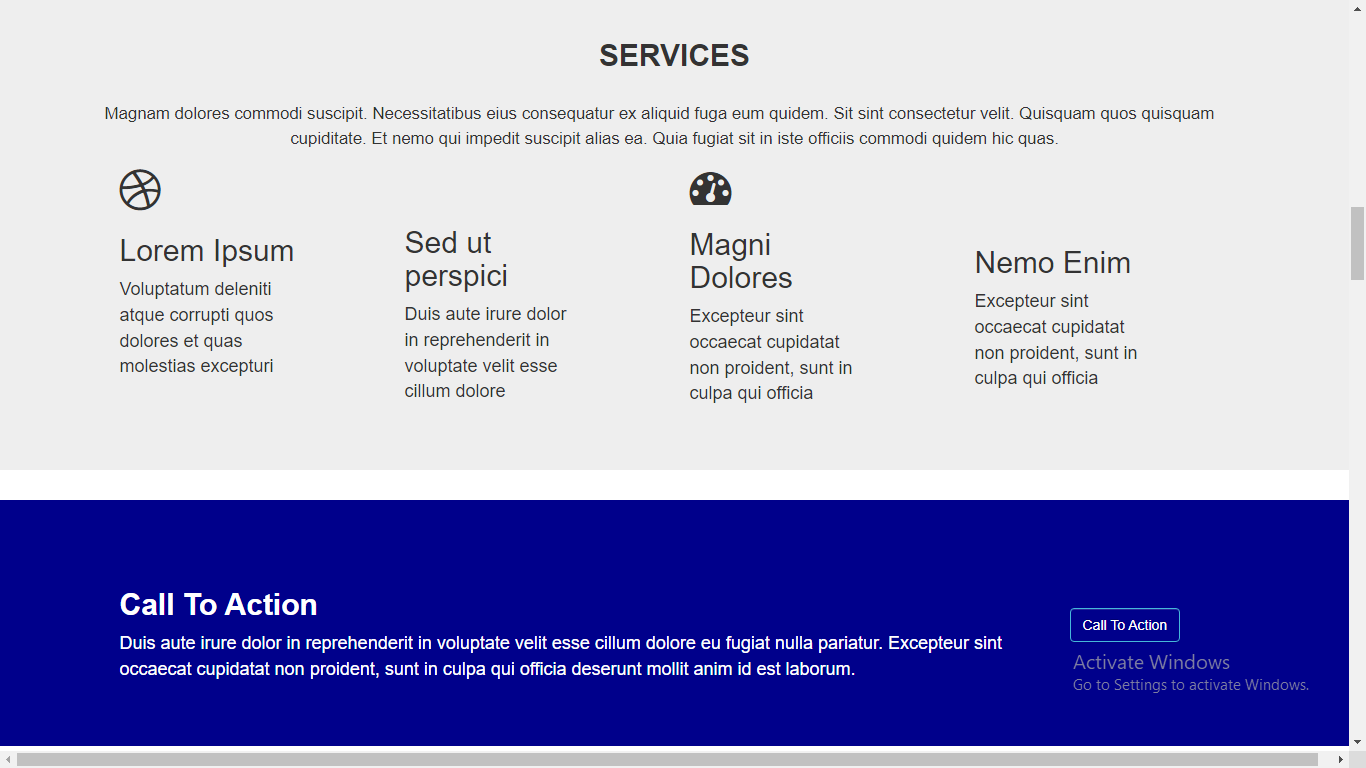 SERVICES
Magnam dolores commodi suscipit. Necessitatibus eius consequatur ex aliquid fuga eum quidem. Sit sint consectetur velit. Quisquam quos quisquam
cupiditate. Et nemo qui impedit suscipit alias ea. Quia fugiat sit in iste officiis commodi quidem hic quas.
Lorem Ipsum
Voluptatum deleniti
atque corrupti quos
dolores et quas
molestias excepturi
Sed ut
perspici
Duis aute irure dolor
in reprehenderit in
voluptate velit esse
cillum dolore
Magni
Dolores
Excepteur sint
occaecat cupidatat
non proident, sunt in
culpa qui officia
Nemo Enim
Excepteur sint
occaecat cupidatat
non proident, sunt in
culpa qui officia
Call To Action
Duis aute irure dolor in reprehenderit in voluptate velit esse cillum dolore eu fugiat nulla pariatur. Excepteur sint
occaecat cupidatat non proident, sunt in culpa qui officia deserunt mollit anim id est laborum.
Call To Action
Activate Windows
Go to Settings to activate Windows.